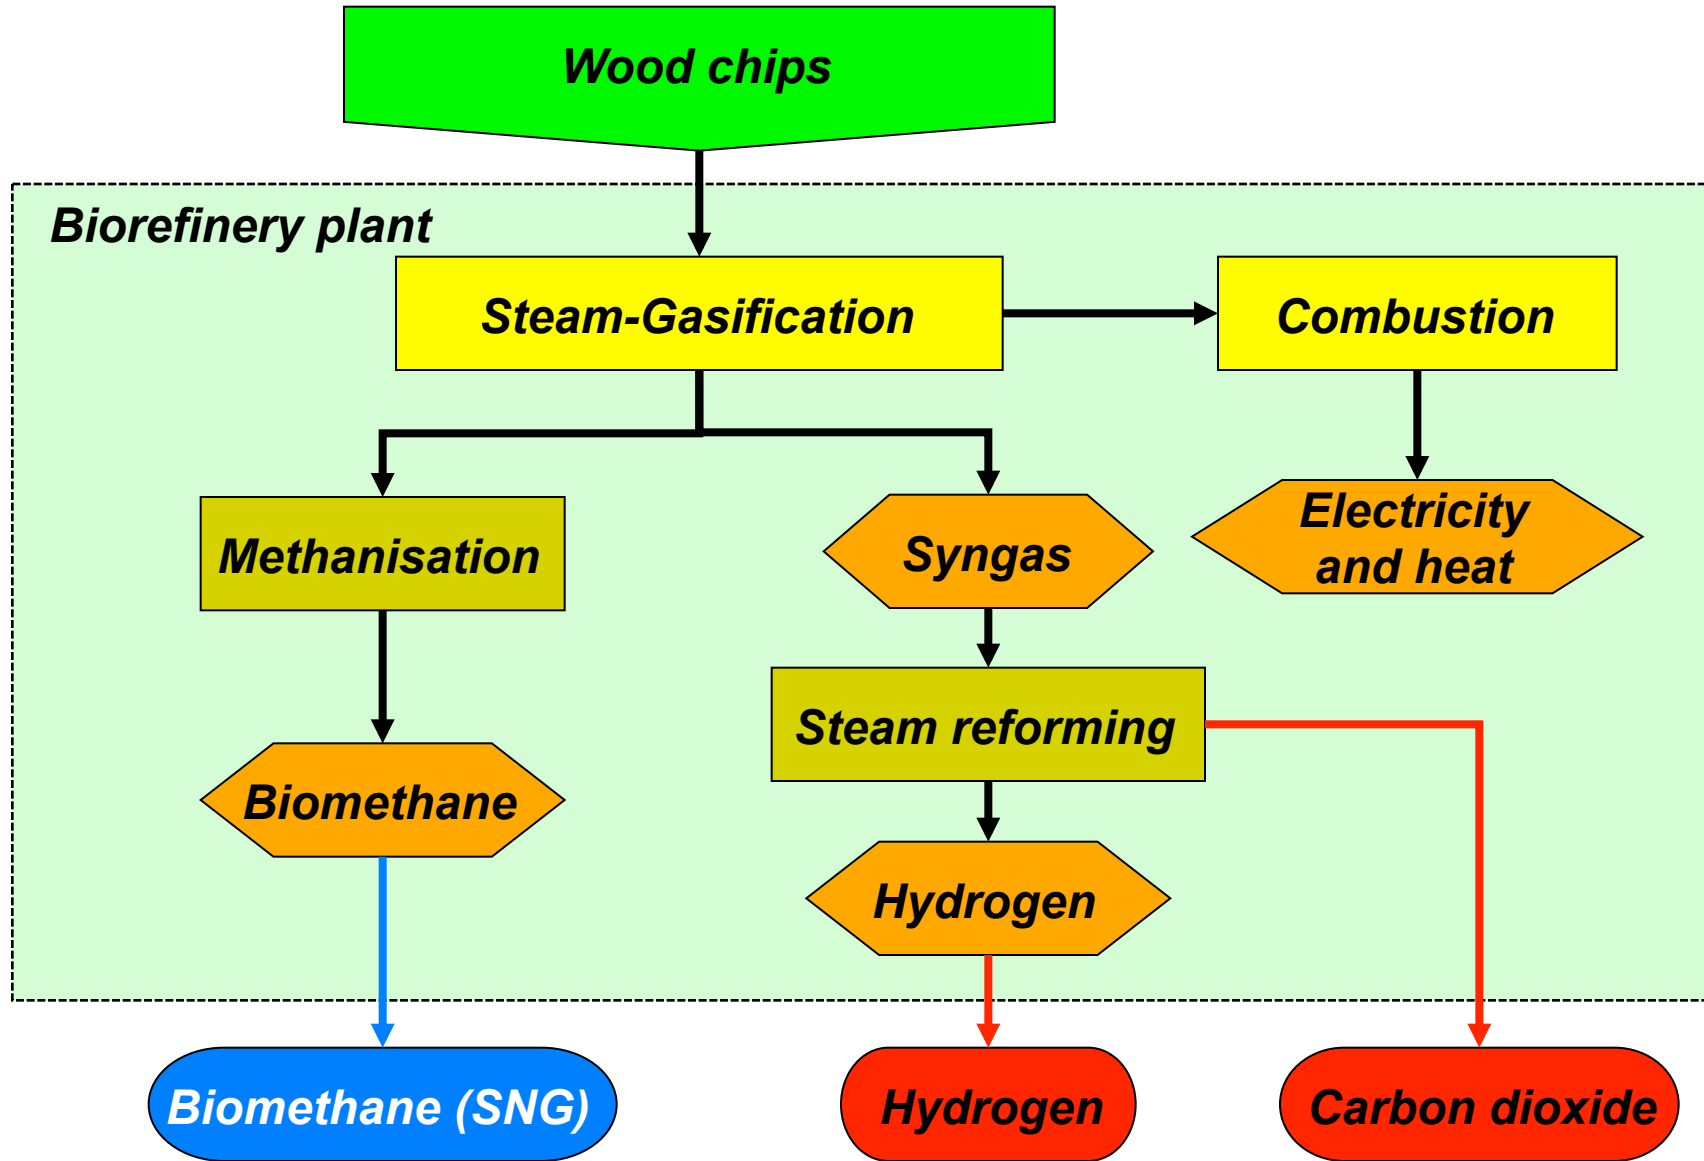 Wood chips
Biorefinery plant
Steam-Gasification
Combustion
Methanisation
Syngas
Electricity
and heat
Steam reforming
Biomethane
Hydrogen
Biomethane (SNG)
Hydrogen
Carbon dioxide